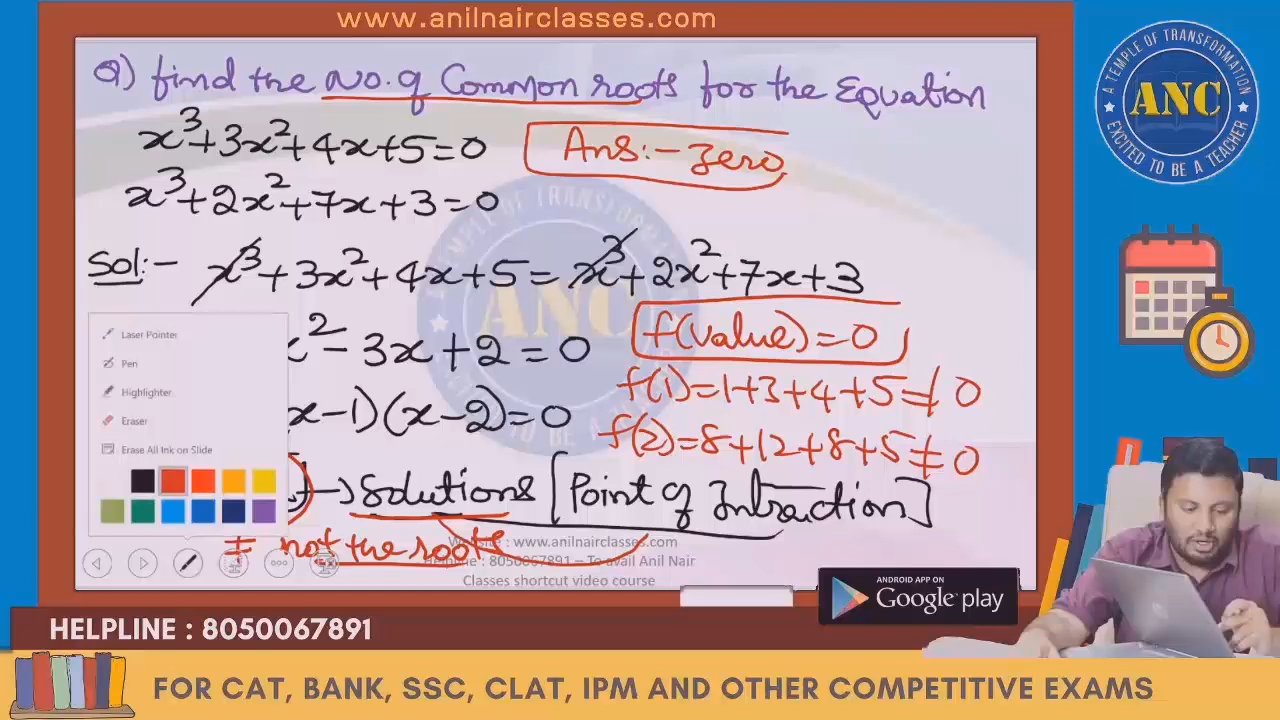 www.anilnairclasses.com
Q) find the No. of Common roots for the Equation
x³+3x²+4x+5=0
Ans:- Zero
x³+2x²+7x+3=0
Sol:- x³+3x²+4x+5=x³+2x²+7x+3
f(value)=0
x²-3x+2=0
f(1)=1+3+4+5≠0
x-1)(x-2)=0
f(2)=8+12+8+5≠0
→ Solutions [Point of Intraction]
≠ not the roots
: www.anilnairclasses.com
Helpline : 8050067891 – To avail Anil Nair
Classes shortcut video course
Laser Pointer
Pen
Highlighter
Eraser
Erase All Ink on Slide
A TEMPLE OF TRANSFORMATION
ANC
EXCITED TO BE A TEACHER
ANDROID APP ON
Google play
HELPLINE : 8050067891
FOR CAT, BANK, SSC, CLAT, IPM AND OTHER COMPETITIVE EXAMS